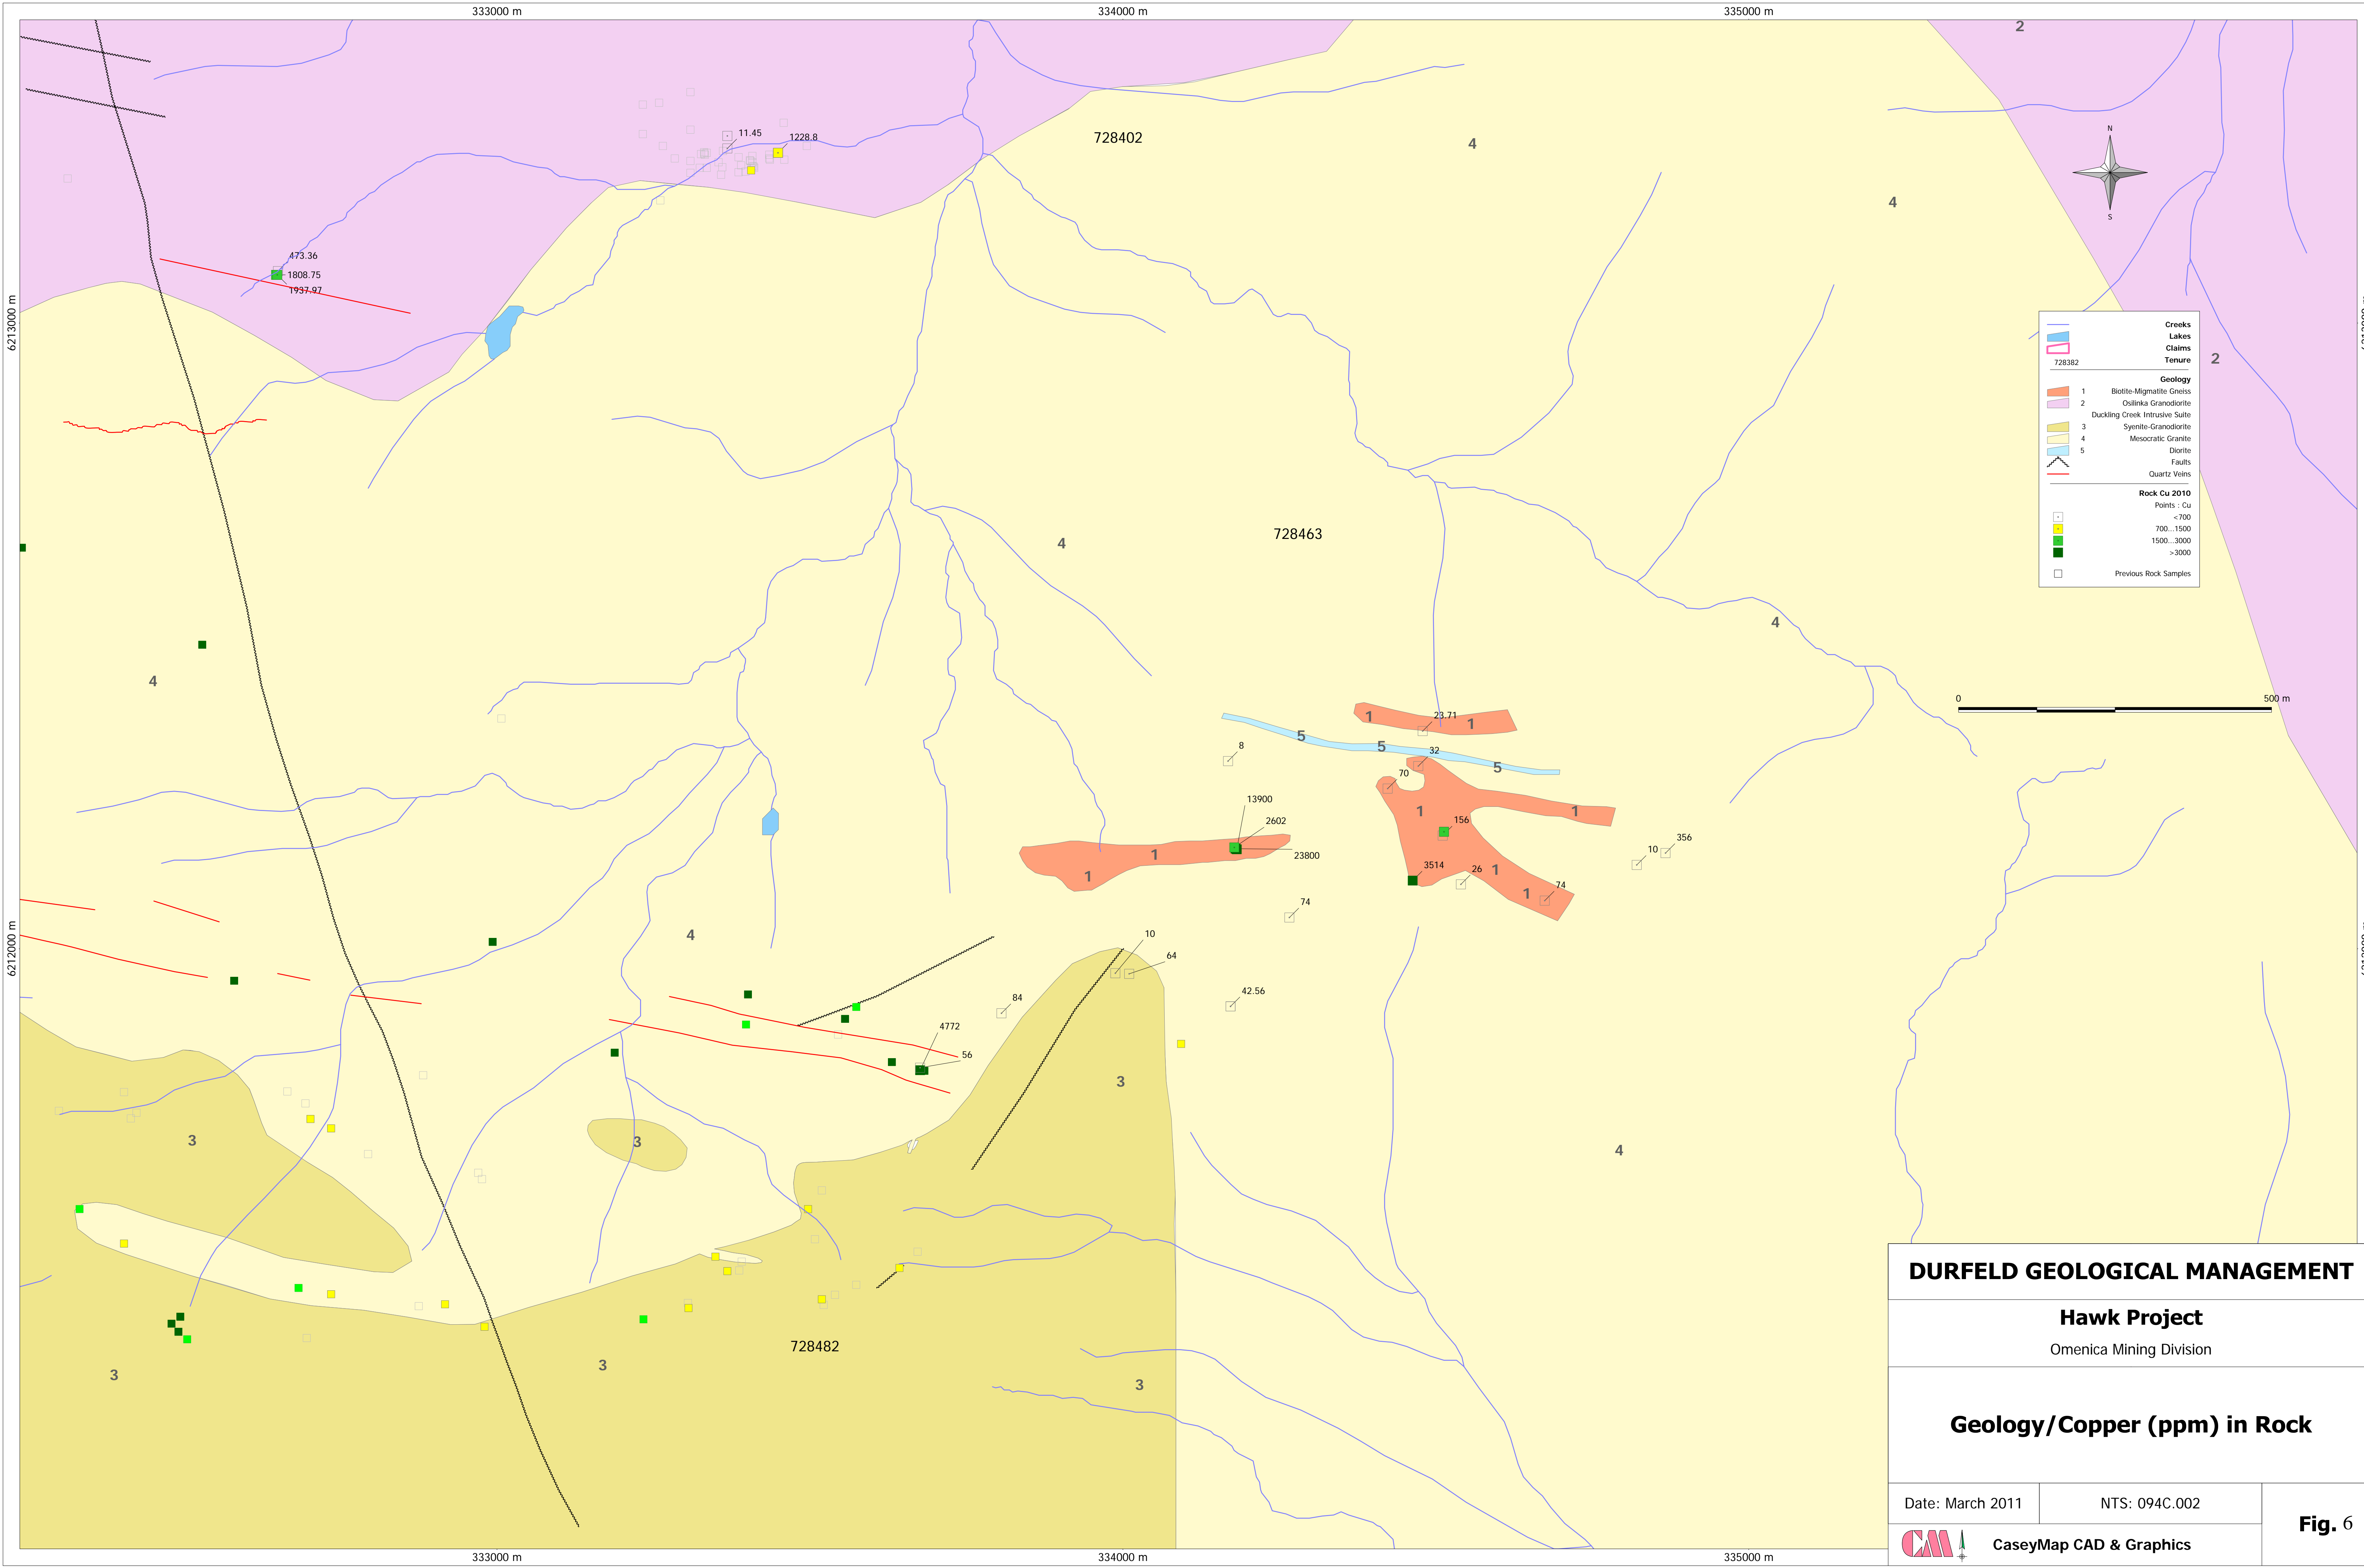 333000 m
334000 m
335000 m
2
N
S
11.45
1228.8
728402
4
4
473.36
1808.75
1937.97
6213000 m
Creeks
Lakes
Claims
728382 Tenure
Geology
1 Biotite-Migmatite Gneiss
2 Osilinka Granodiorite
Duckling Creek Intrusive Suite
3 Syenite-Granodiorite
4 Mesocratic Granite
5 Diorite
Faults
Quartz Veins
Rock Cu 2010
Points : Cu
<700
700...1500
1500...3000
>3000
Previous Rock Samples
2
728463
4
4
4
0
500 m
1
23.71
1
5
5
32
5
8
70
13900
2602
23800
1
1
1
156
1
356
10
3514
26
1
1
74
74
6212000 m
4
10
64
84
42.56
4772
56
3
3
3
4
728482
3
3
3
DURFELD GEOLOGICAL MANAGEMENT
Hawk Project
Omenica Mining Division
Geology/Copper (ppm) in Rock
Date: March 2011
NTS: 094C.002
Fig. 6
CM
CaseyMap CAD & Graphics
333000 m
334000 m
335000 m